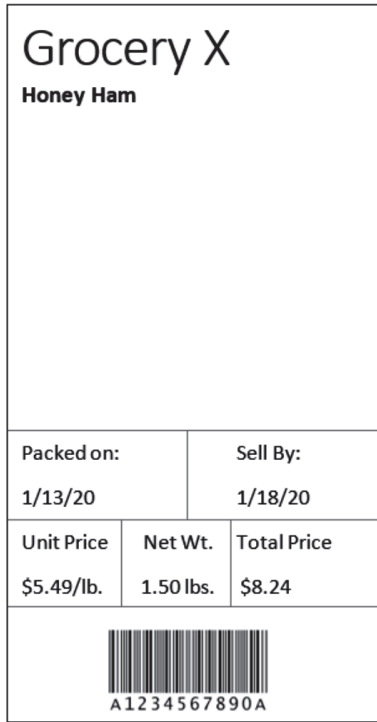 Grocery X
Honey Ham
Packed on: Sell By:
1/13/20 1/18/20
Unit Price Net Wt. Total Price
$5.49/lb. 1.50 lbs. $8.24
A1234567890A